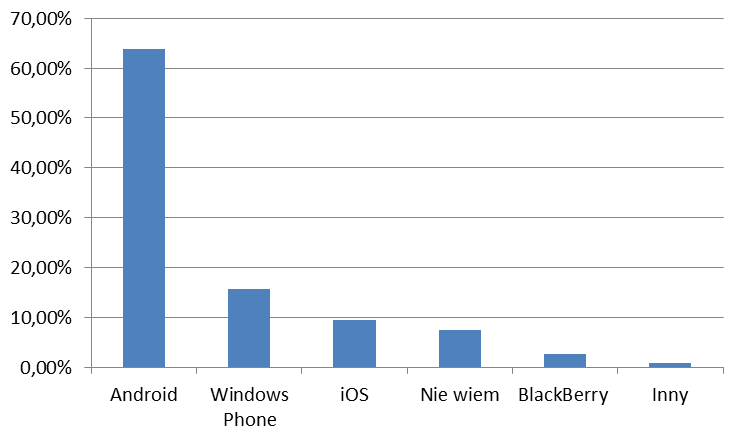 70,00%
60,00%
50,00%
40,00%
30,00%
20,00%
10,00%
0,00%
Android
Windows
Phone
iOS
Nie wiem
BlackBerry
Inny